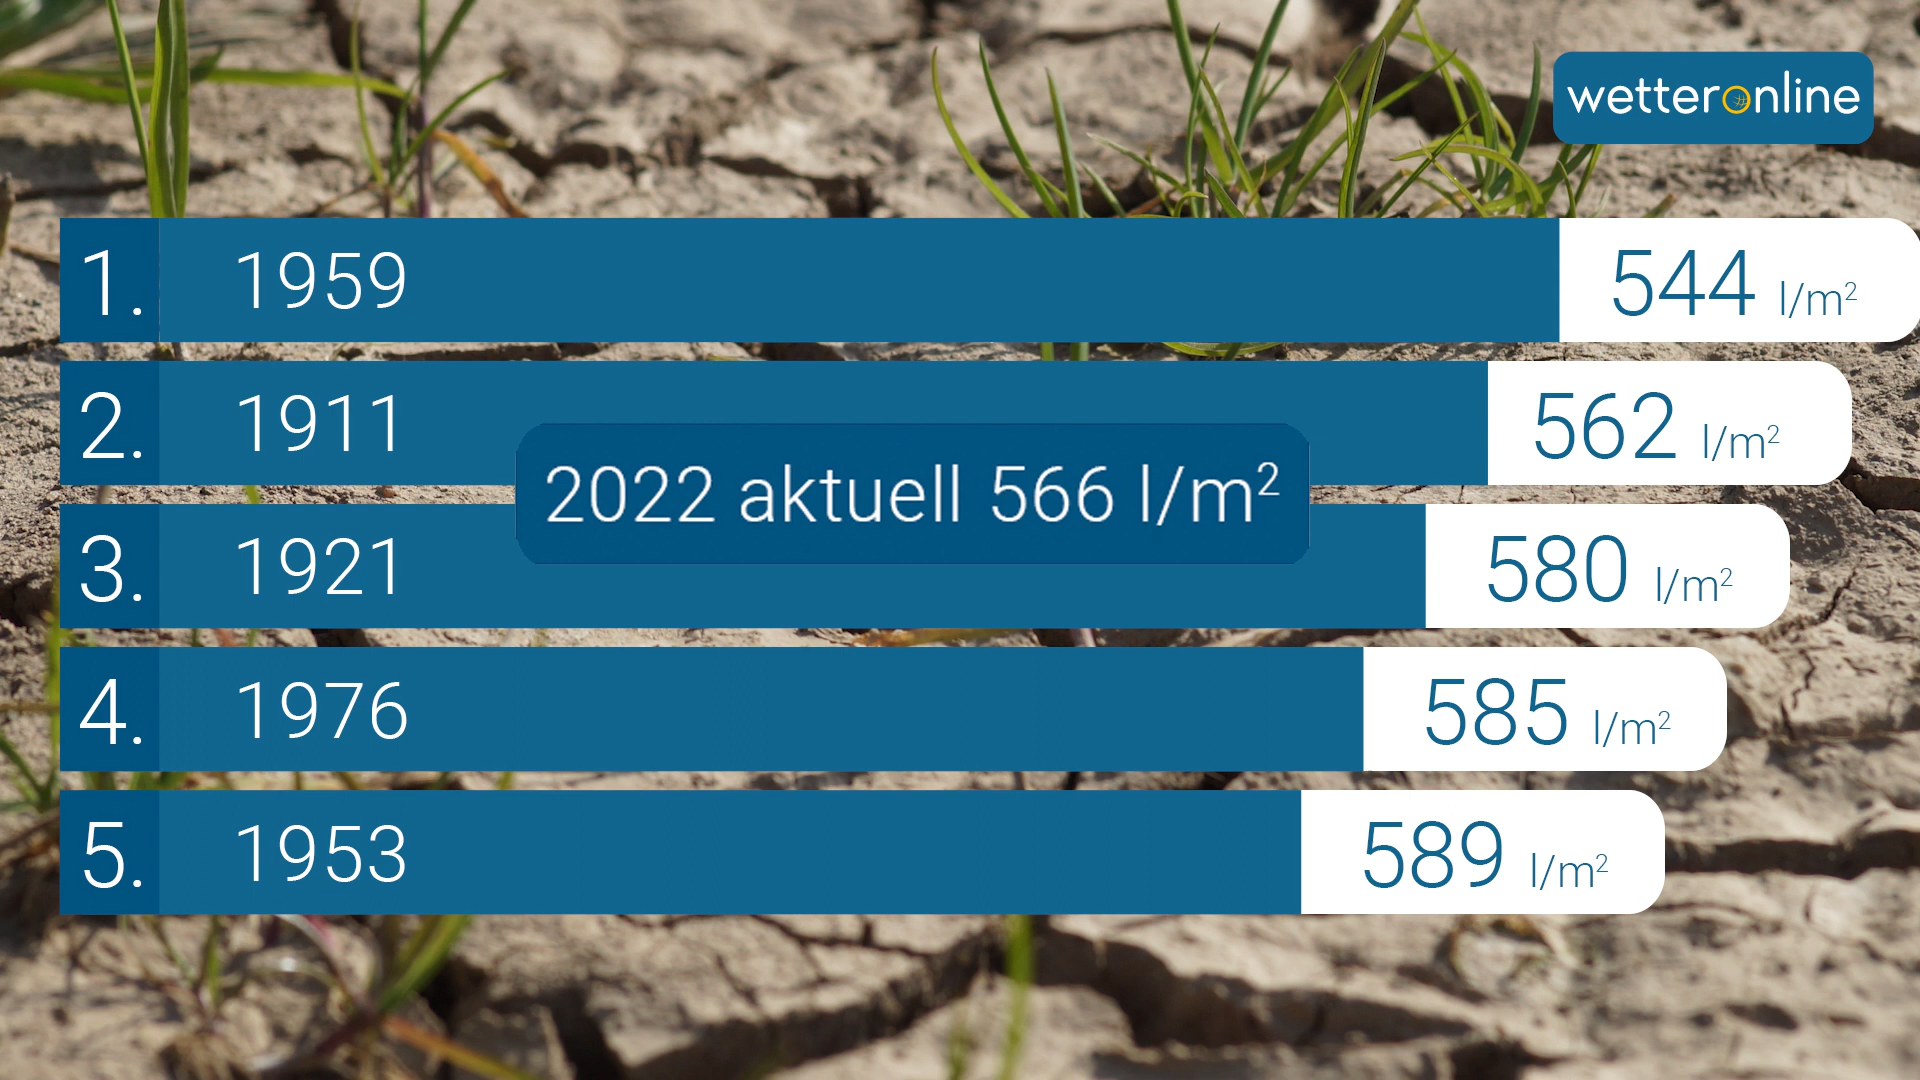 wetteronline
1. 1959 544 l/m²
2. 1911 562 l/m²
2022 aktuell 566 l/m²
3. 1921 580 l/m²
4. 1976 585 l/m²
5. 1953 589 l/m²